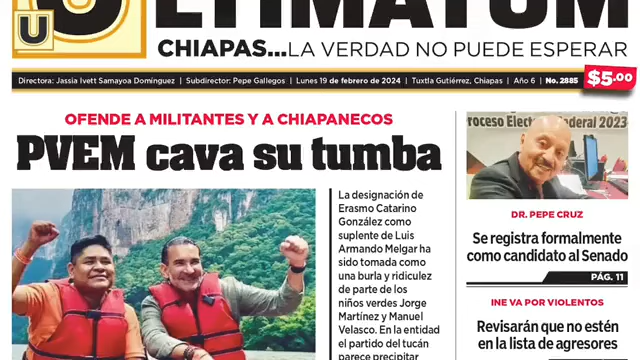 U
ULTIMATUM
CHIAPAS...LA VERDAD NO PUEDE ESPERAR
Directora: Jassia Ivett Samayoa Domínguez | Subdirector: Pepe Gallegos | Lunes 19 de febrero de 2024 | Tuxtla Gutiérrez, Chiapas | Año 6 | No. 2885
$5.00
OFENDE A MILITANTES Y A CHIAPANECOS
PVEM cava su tumba
La designación de
Erasmo Catarino
González como
suplente de Luis
Armando Melgar ha
sido tomada como
una burla y ridiculez
de parte de los
niños verdes Jorge
Martínez y Manuel
Velasco. En la entidad
el partido del tucán
parece precipitar
Proceso Electoral Federal 2023-
DR. PEPE CRUZ
Se registra formalmente
como candidato al Senado
PÁG. 11
INE VA POR VIOLENTOS
Revisarán que no estén
en la lista de agresores